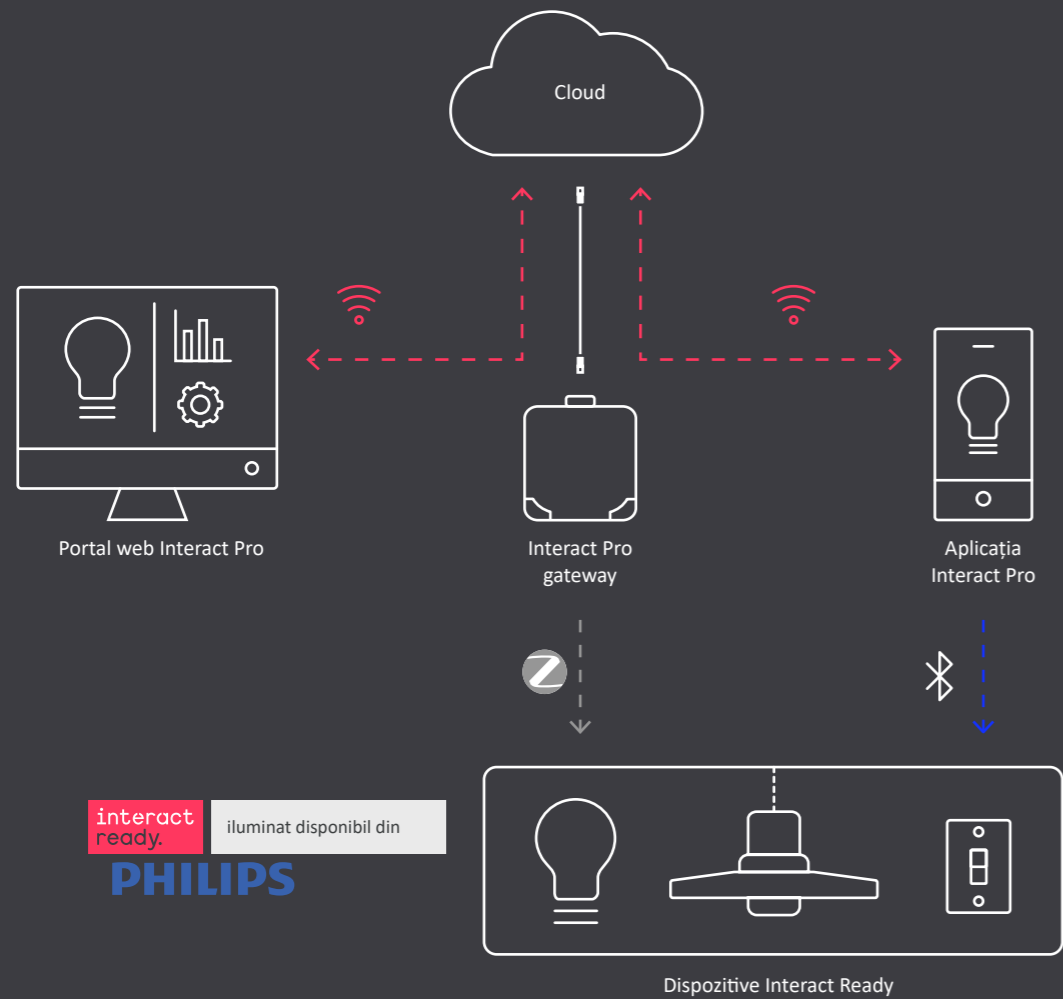 Cloud
Portal web Interact Pro
Interact Pro
gateway
Aplicația
Interact Pro
interact
ready.
iluminat disponibil din
PHILIPS
Dispozitive Interact Ready